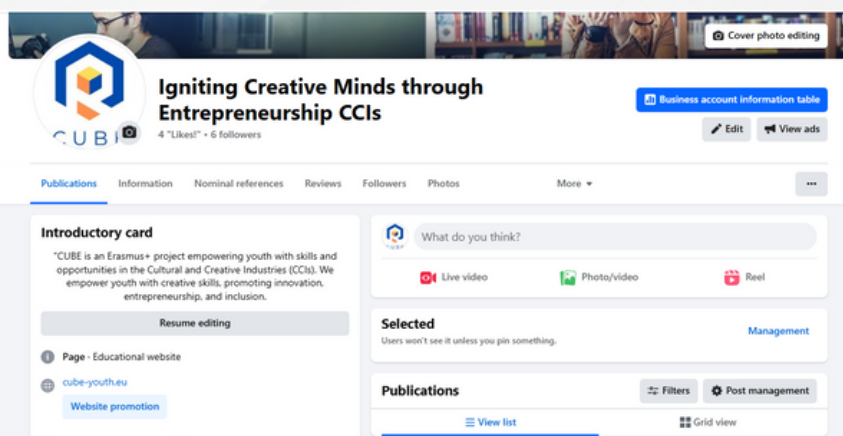 Cover photo editing
Igniting Creative Minds through
Entrepreneurship CCIs
4 "Likes!" • 6 followers
CUBE
Business account information table
Edit
View ads
Publications
Information
Nominal references
Reviews
Followers
Photos
More
Introductory card
"CUBE is an Erasmus+ project empowering youth with skills and
opportunities in the Cultural and Creative Industries (CCIs). We
empower youth with creative skills, promoting innovation,
entrepreneurship, and inclusion.
Resume editing
Page - Educational website
cube-youth.eu
Website promotion
What do you think?
Live video
Photo/video
Reel
Selected
Management
Users won't see it unless you pin something.
Publications
Filters
Post management
View list
Grid view